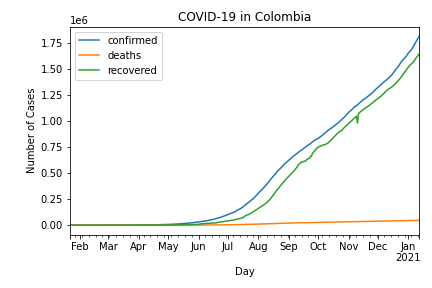 COVID-19 in Colombia
1e6
confirmed
deaths
recovered
1.75
1.50
1.25
1.00
0.75
0.50
0.25
0.00
Number of Cases
Feb Mar Apr May Jun Jul Aug Sep Oct Nov Dec Jan
2021
Day